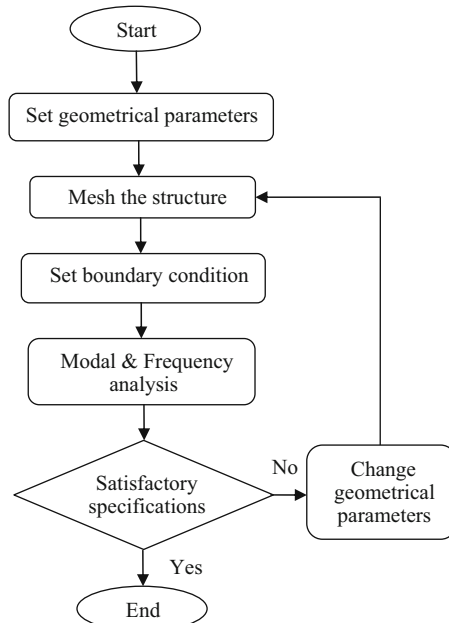 Start
Set geometrical parameters
Mesh the structure
Set boundary condition
Modal & Frequency
analysis
Satisfactory
specifications
No
Change
geometrical
parameters
Yes
End